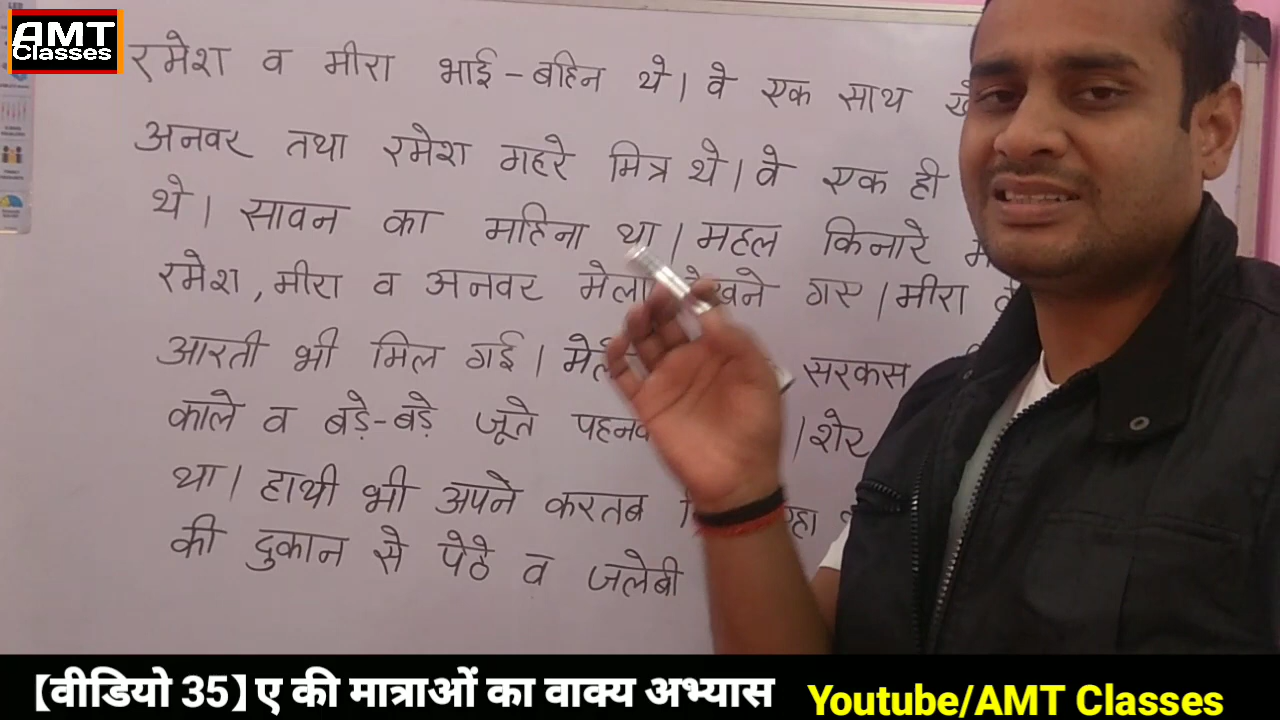 AMT
Classes
रमेश व मीरा भाई-बहिन थे। वे एक साथ
अनवर तथा रमेश गहरे मित्र थे। वे एक ही
थे। सावन का महिना था। महल किनारे
रमेश, मीरा व अनवर मेला देखने गए। मीरा
आरती भी मिल गई। सरकस
काले व बड़े-बड़े जूते । शेर
था। हाथी भी अपने करतब
की दुकान से पेठे व जलेबी
【वीडियो 35】ए की मात्राओं का वाक्य अभ्यास
Youtube/AMT Classes